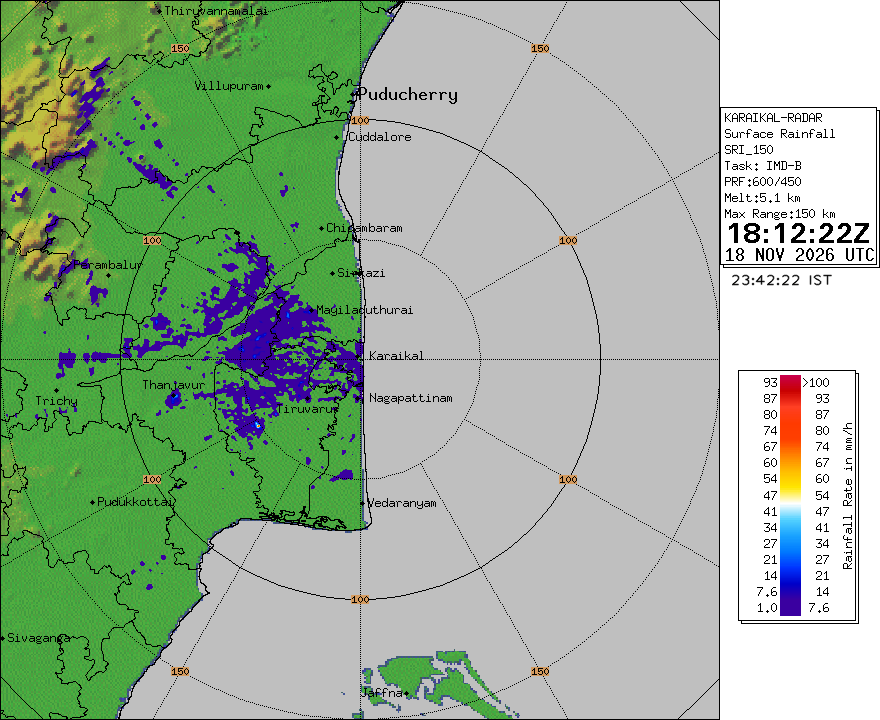 Thiruvannamalai
150
150
Villupuram
Puducherry
100
Cuddalore
Chidambaram
100
100
Perambalur
Sirkazi
Magiladuthurai
Karaikal
Thanjavur
Trichy
Nagapattinam
Tiruvarur
100
100
Pudukkottai
Vedaranyam
100
Sivaganga
150
150
Jaffna
KARAIKAL-RADAR
Surface Rainfall
SRI_150
Task: IMD-B
PRF:600/450
Melt:5.1 km
Max Range:150 km
18:12:22Z
18 NOV 2026 UTC
23:42:22 IST
93 >100
87 93
80 87
74 80
67 74
60 67
54 60
47 54
41 47
34 41
27 34
21 27
14 21
7.6 14
1.0 7.6
Rainfall Rate in mm/h